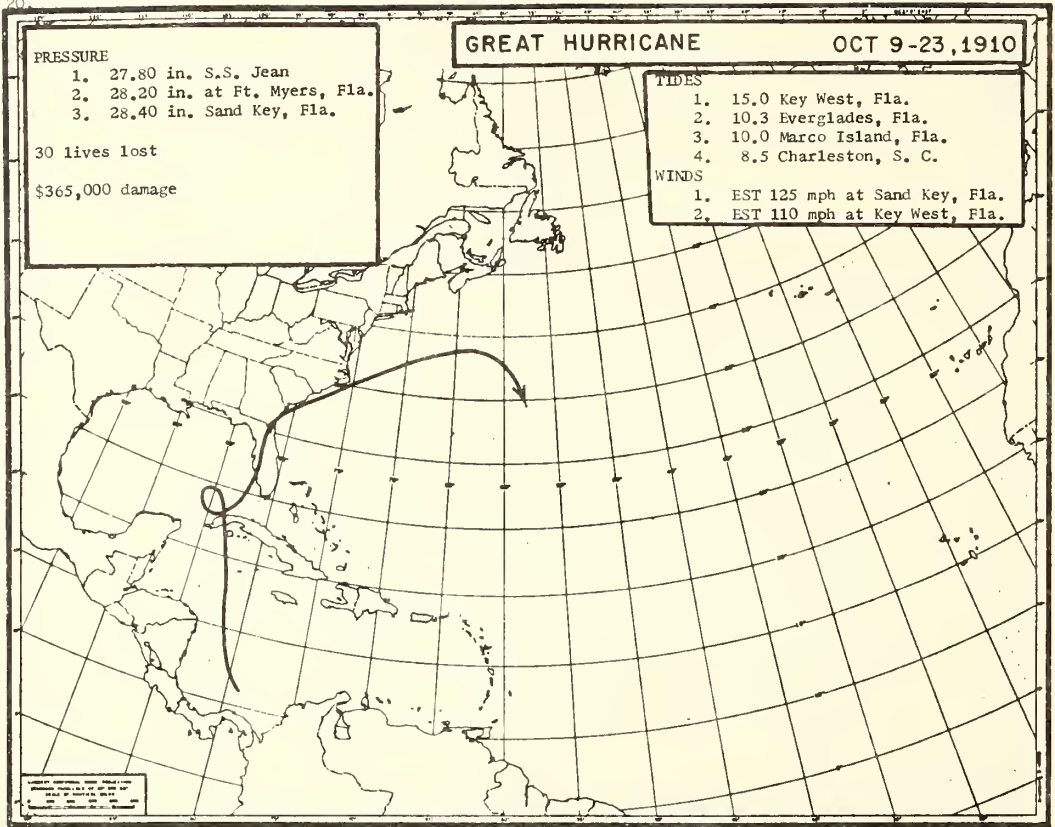 20.
GREAT HURRICANE OCT 9-23,1910
PRESSURE
1. 27.80 in. S.S. Jean
2. 28.20 in. at Ft. Myers, Fla.
3. 28.40 in. Sand Key, Fla.
30 lives lost
$365,000 damage
TIDES
1. 15.0 Key West, Fla.
2. 10.3 Everglades, Fla.
3. 10.0 Marco Island, Fla.
4. 8.5 Charleston, S. C.
WINDS
1. EST 125 mph at Sand Key, Fla.
2. EST 110 mph at Key West, Fla.